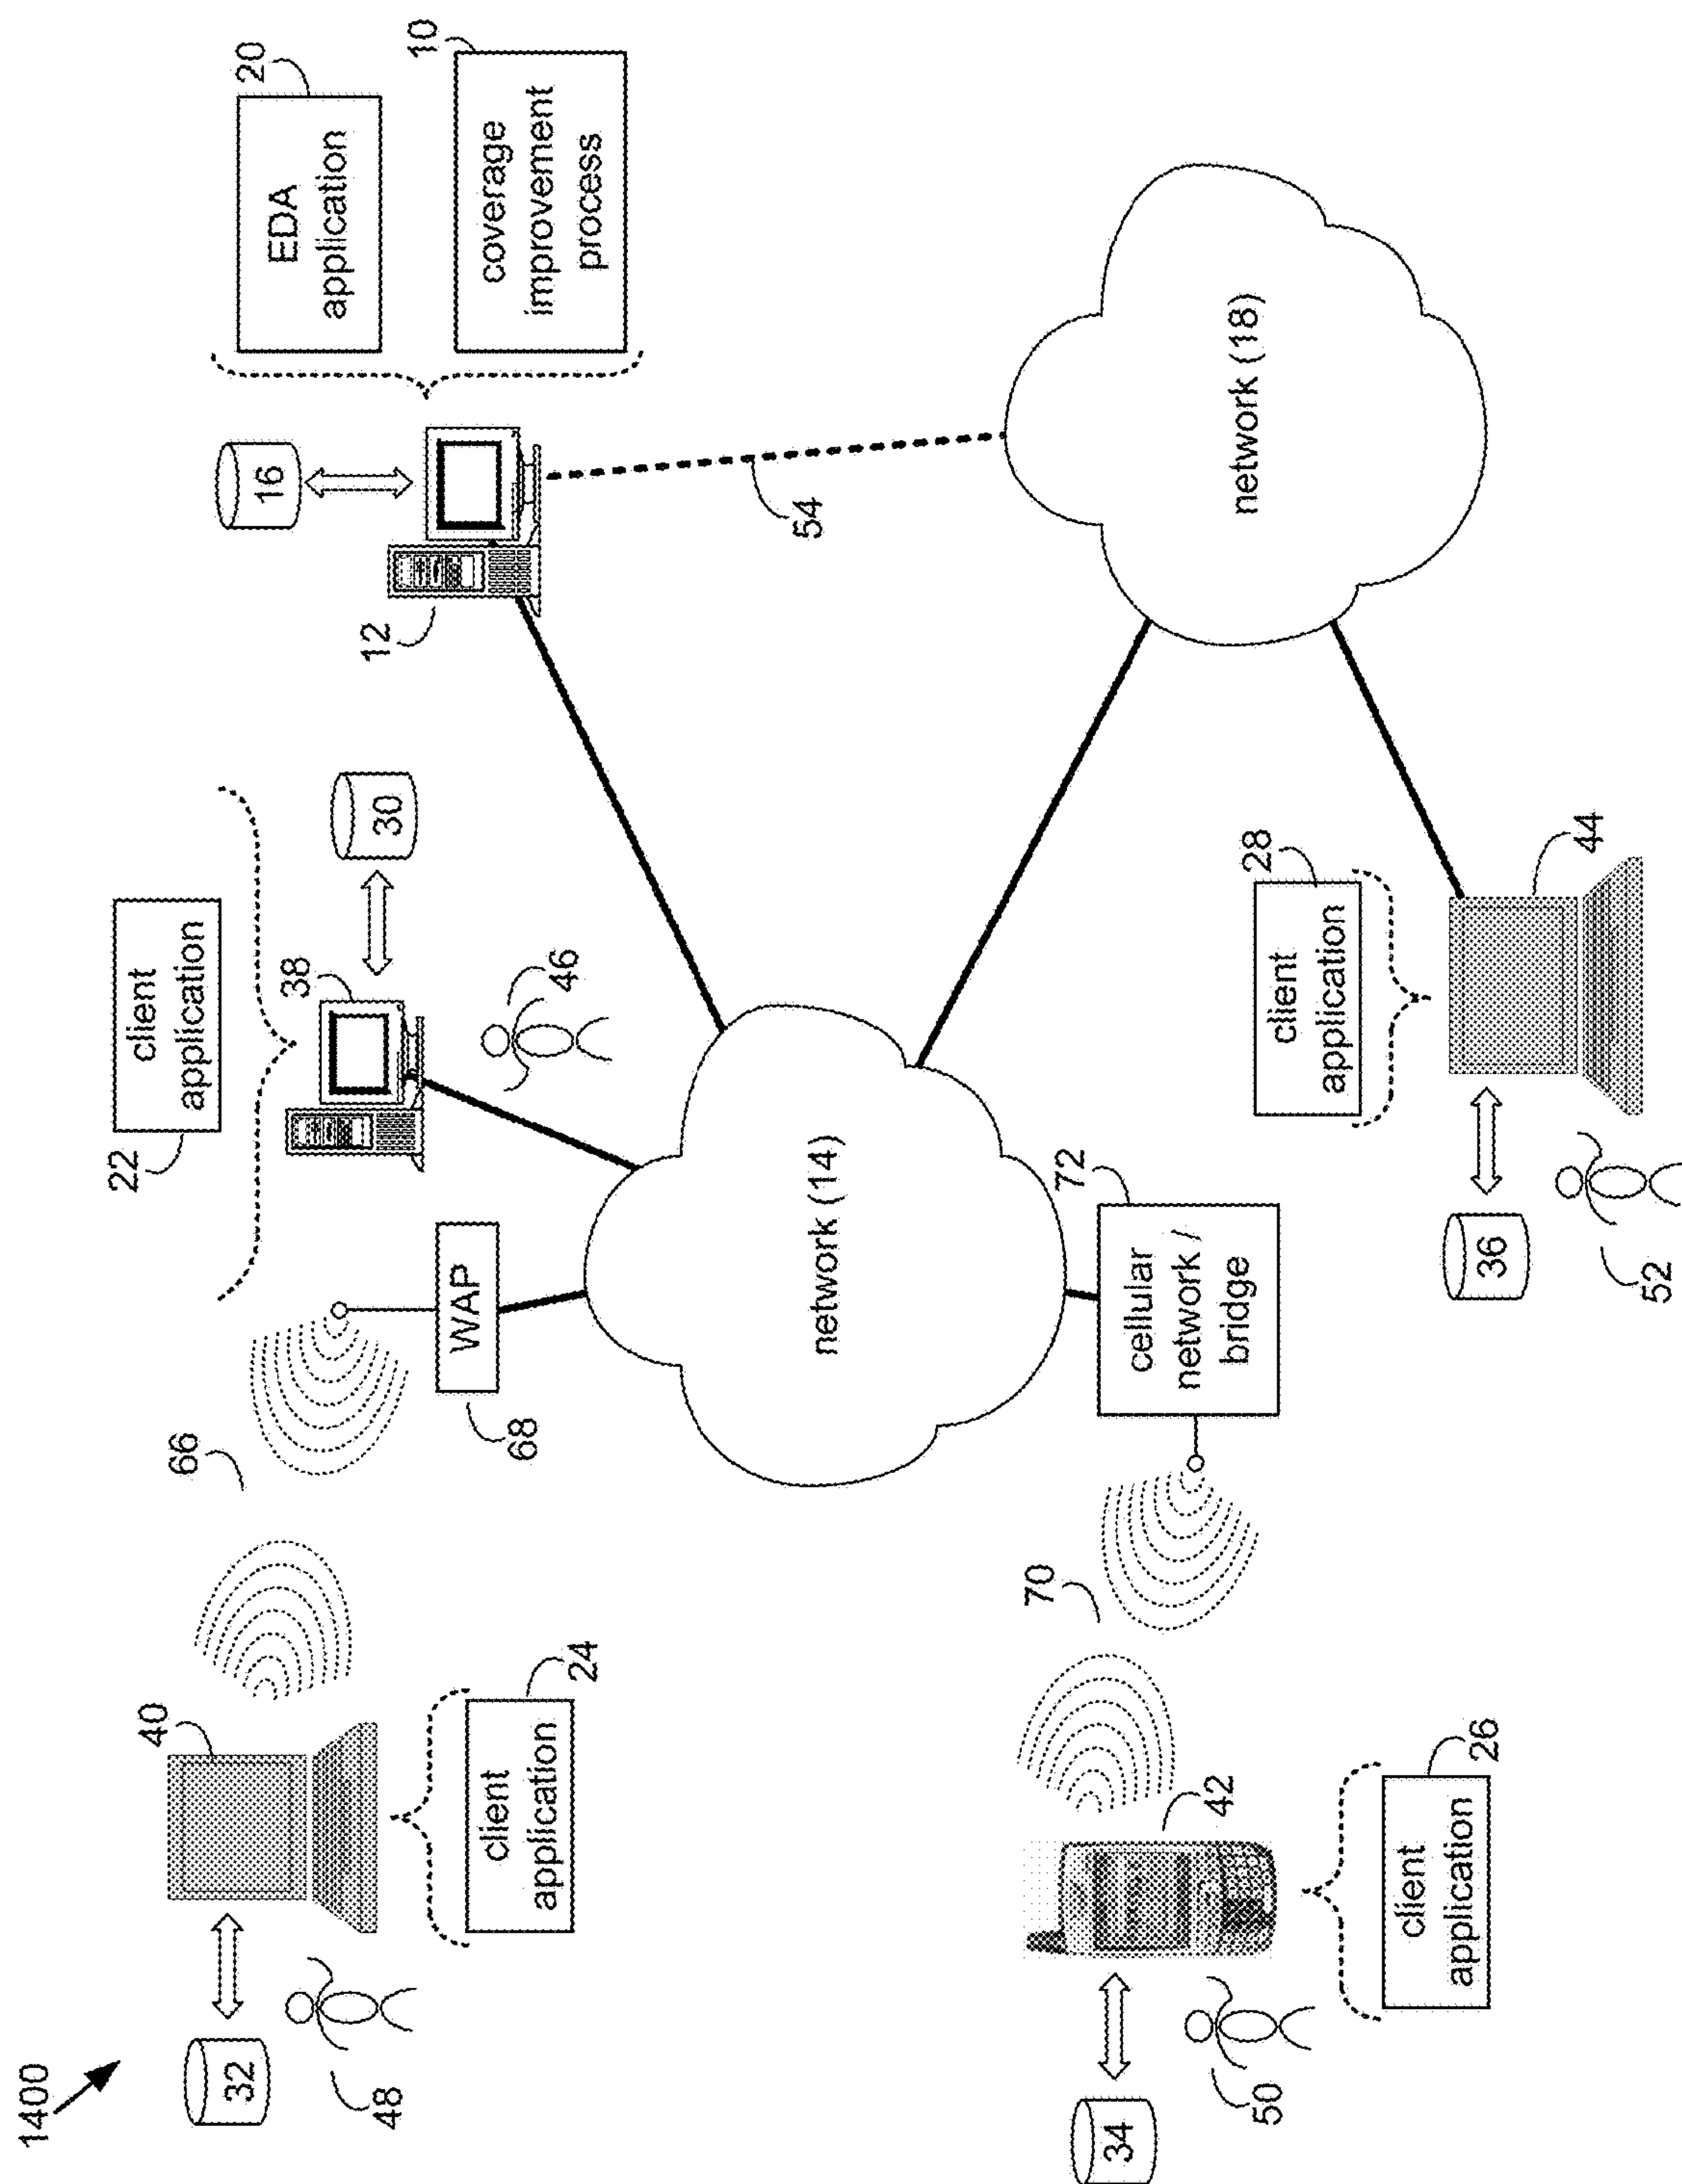 1400
32
48
40
client
application
24
66
WAP
68
client
application
22
38
30
46
16
12
EDA
application
20
coverage
improvement
process
10
54
network (14)
network (18)
34
50
42
client
application
26
70
cellular
network /
bridge
72
36
52
client
application
28
44